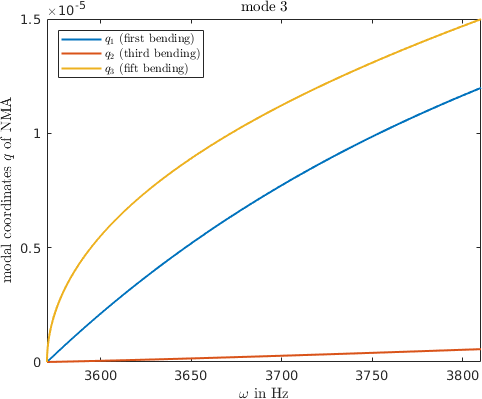 mode 3
×10⁻⁵
1.5
1
0.5
0
modal coordinates q of NMA
q₁ (first bending)
q₂ (third bending)
q₃ (fift bending)
3600 3650 3700 3750 3800
ω in Hz